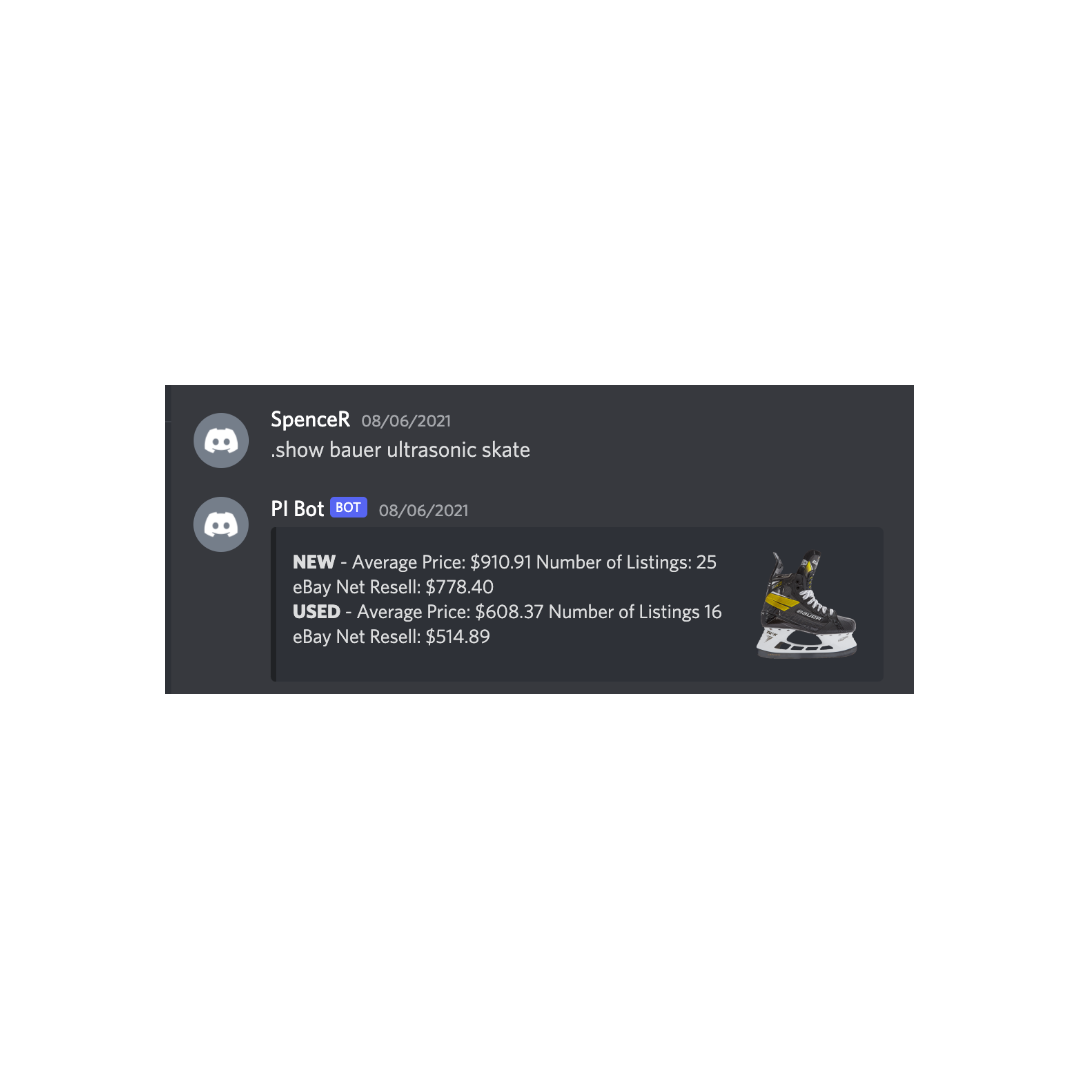 SpenceR 08/06/2021
.show bauer ultrasonic skate
PI Bot BOT 08/06/2021
NEW - Average Price: $910.91 Number of Listings: 25
eBay Net Resell: $778.40
USED - Average Price: $608.37 Number of Listings 16
eBay Net Resell: $514.89
BAUER